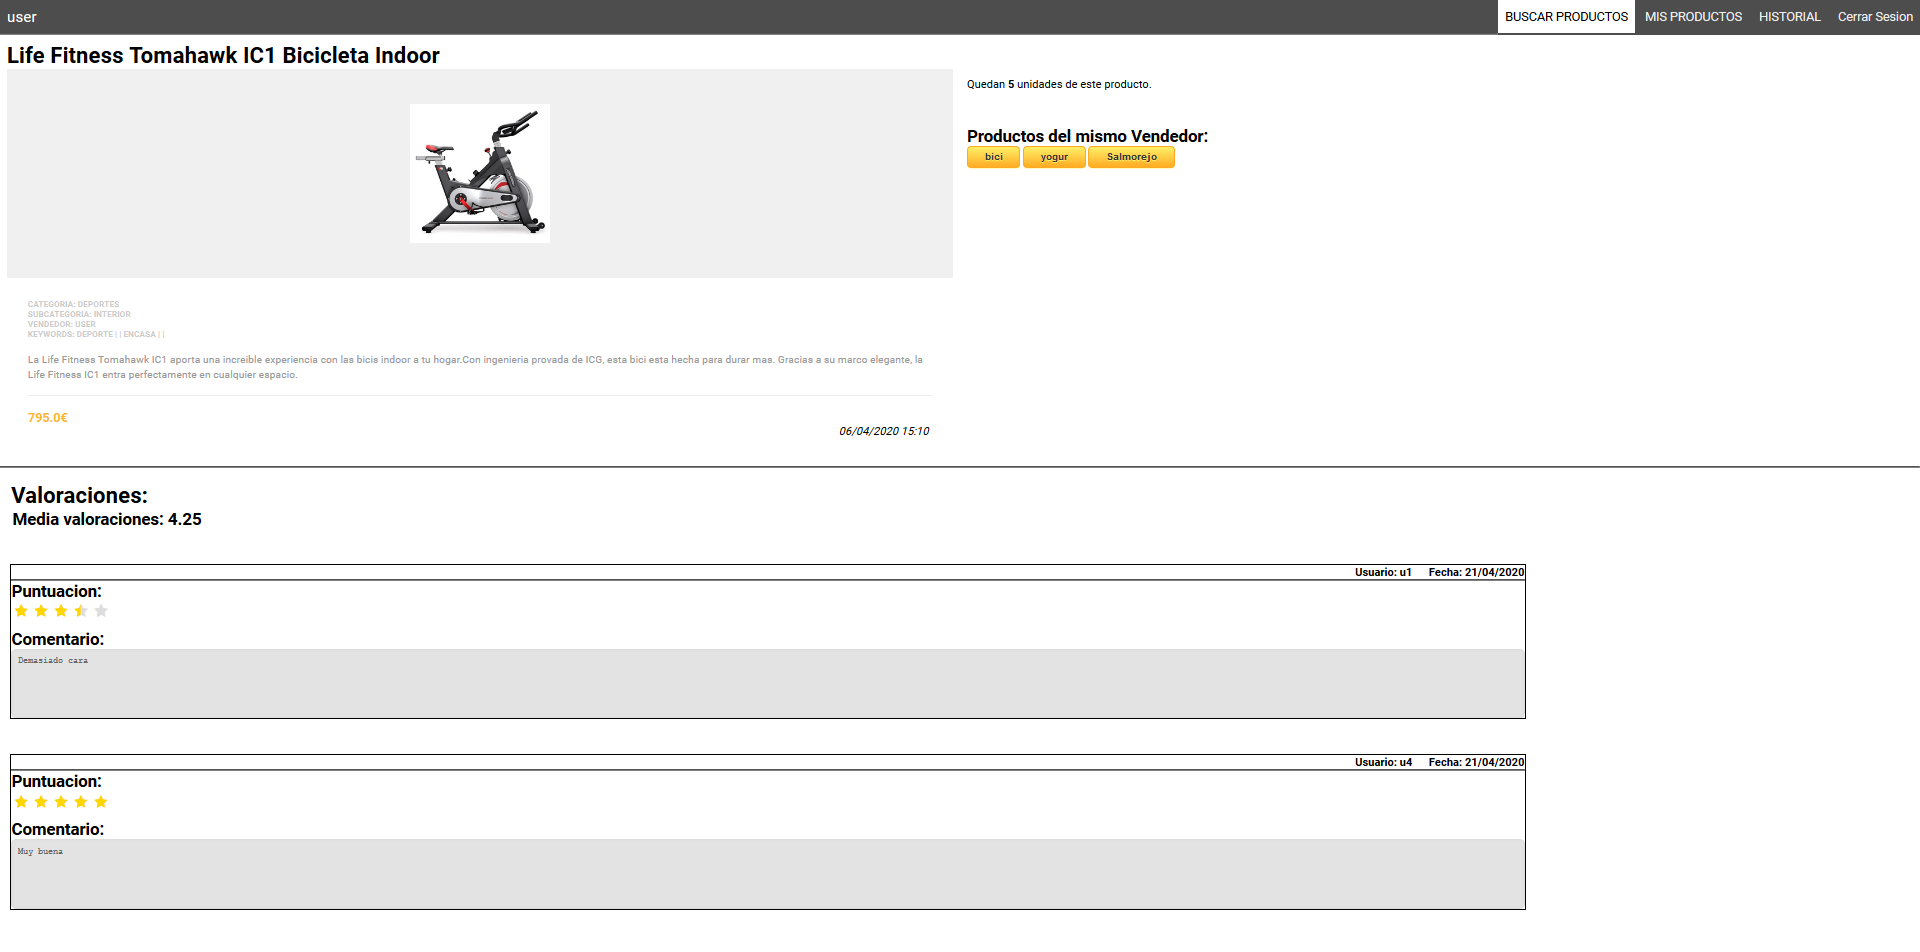 user
BUSCAR PRODUCTOS MIS PRODUCTOS HISTORIAL Cerrar Sesion
Life Fitness Tomahawk IC1 Bicicleta Indoor
Quedan 5 unidades de este producto.
Productos del mismo Vendedor:
bici yogur Salmorejo
CATEGORIA: DEPORTES
SUBCATEGORIA: INTERIOR
VENDEDOR: USER
KEYWORDS: DEPORTE | | ENCASA | |
La Life Fitness Tomahawk IC1 aporta una increible experiencia con las bicis indoor a tu hogar.Con ingenieria provada de ICG, esta bici esta hecha para durar mas. Gracias a su marco elegante, la
Life Fitness IC1 entra perfectamente en cualquier espacio.
795.0€
06/04/2020 15:10
Valoraciones:
Media valoraciones: 4.25
Usuario: u1 Fecha: 21/04/2020
Puntuacion:
Comentario:
Demasiado cara
Usuario: u4 Fecha: 21/04/2020
Puntuacion:
Comentario:
Muy buena